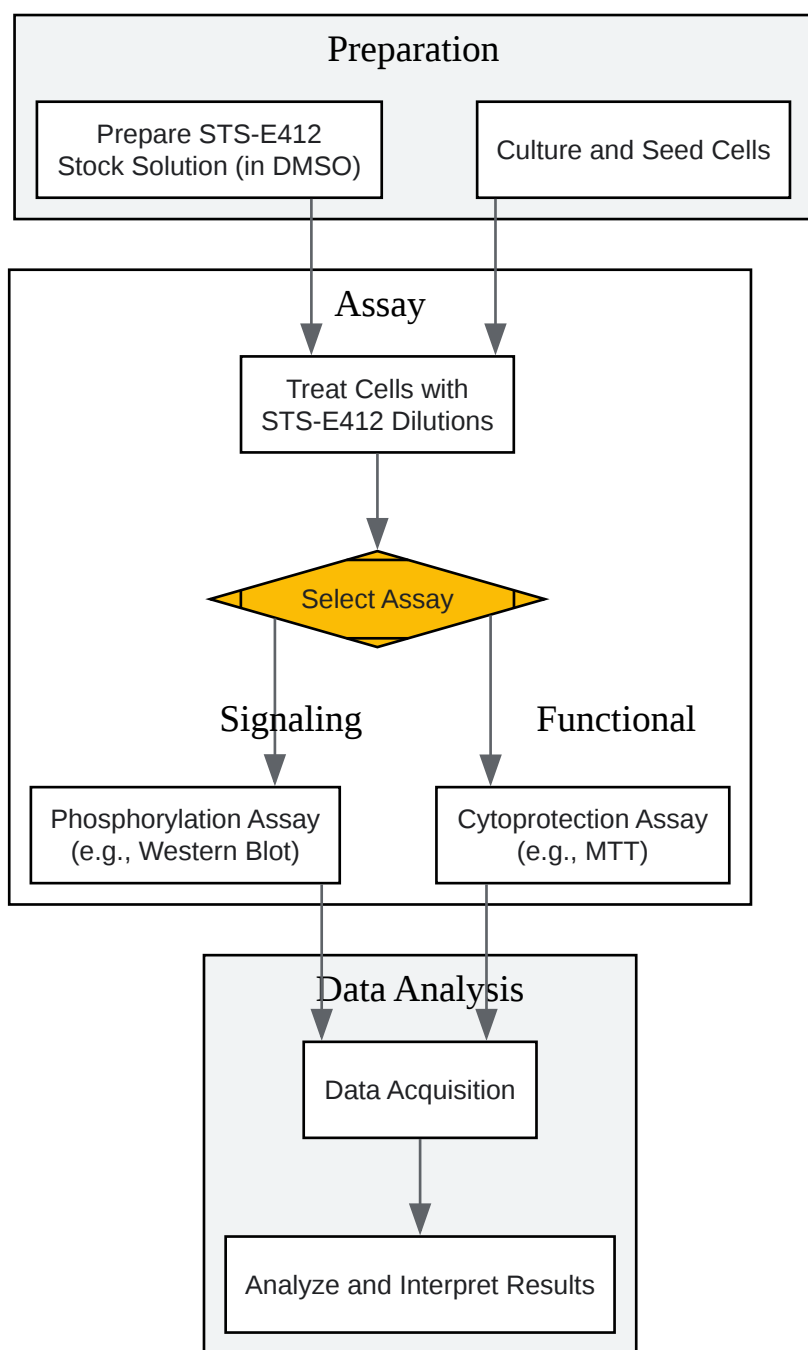 Preparation
Prepare STS-E412
Stock Solution (in DMSO)
Culture and Seed Cells
Assay
Treat Cells with
STS-E412 Dilutions
Select Assay
Signaling
Functional
Phosphorylation Assay
(e.g., Western Blot)
Cytoprotection Assay
(e.g., MTT)
Data Analysis
Data Acquisition
Analyze and Interpret Results